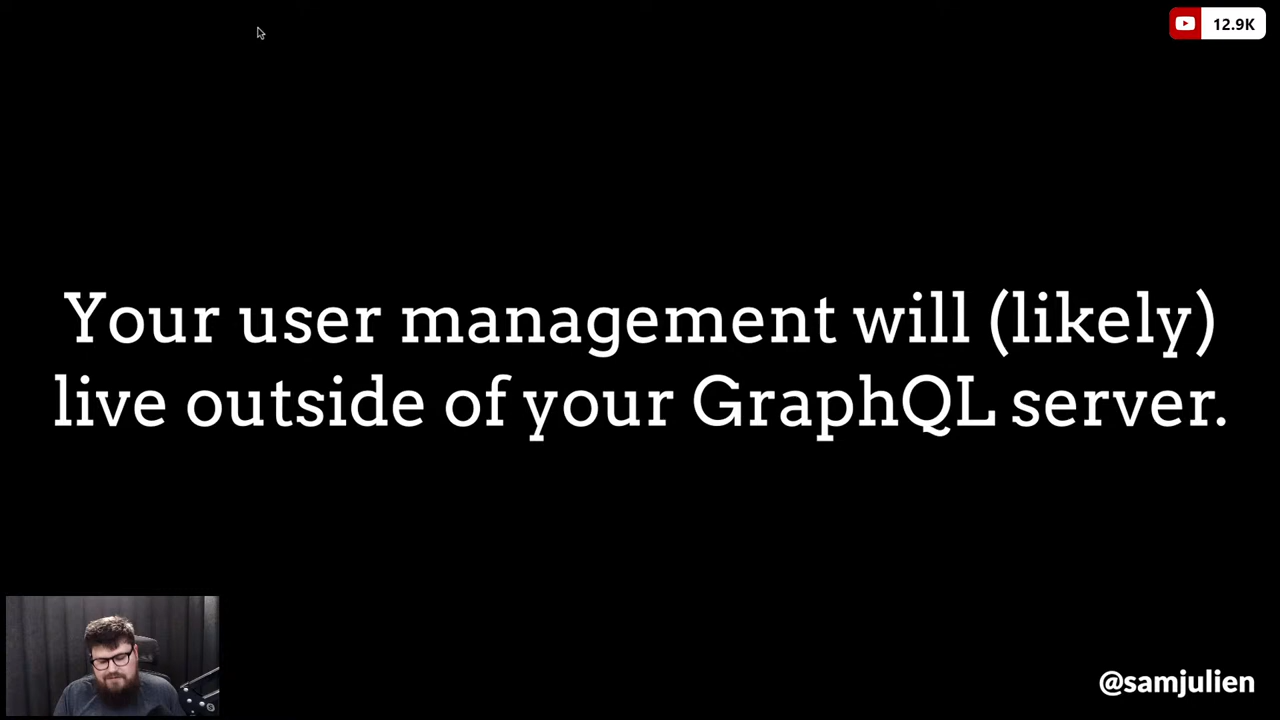 12.9K
Your user management will (likely)
live outside of your GraphQL server.
@samjulien